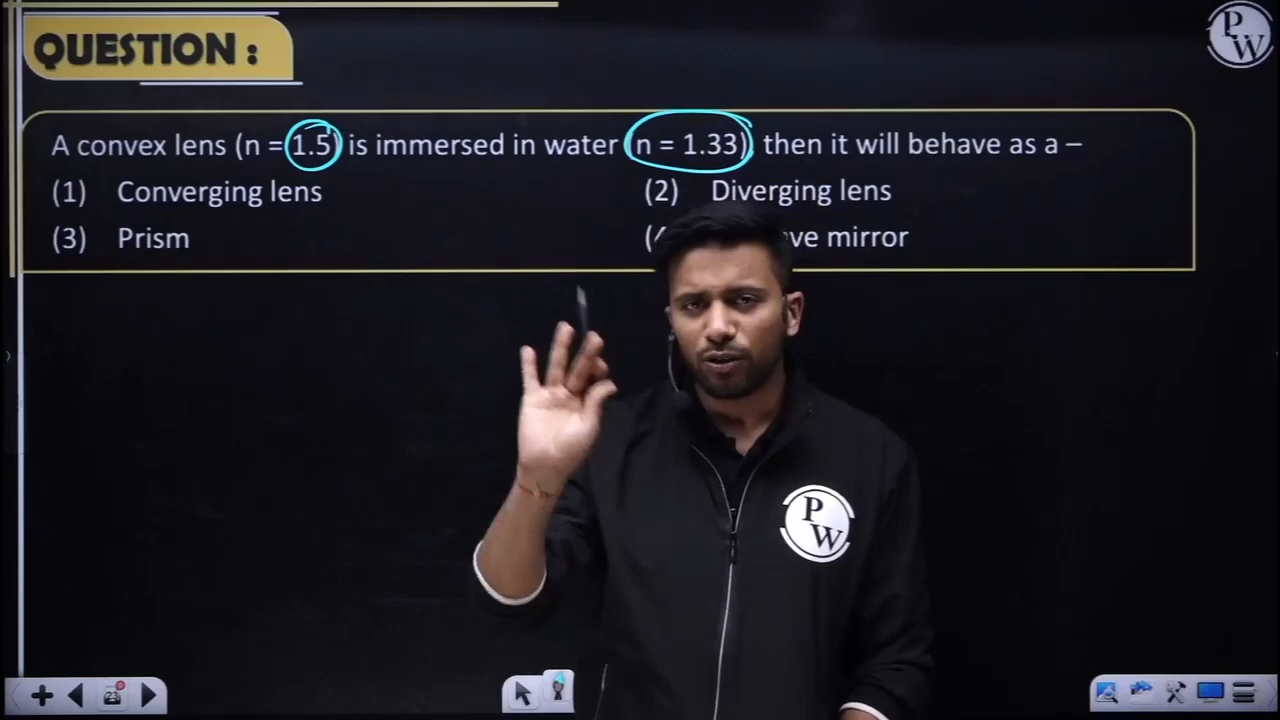 QUESTION :
P
W
A convex lens (n = 1.5) is immersed in water (n = 1.33), then it will behave as a –
(1) Converging lens
(2) Diverging lens
(3) Prism
mirror
P
W
23